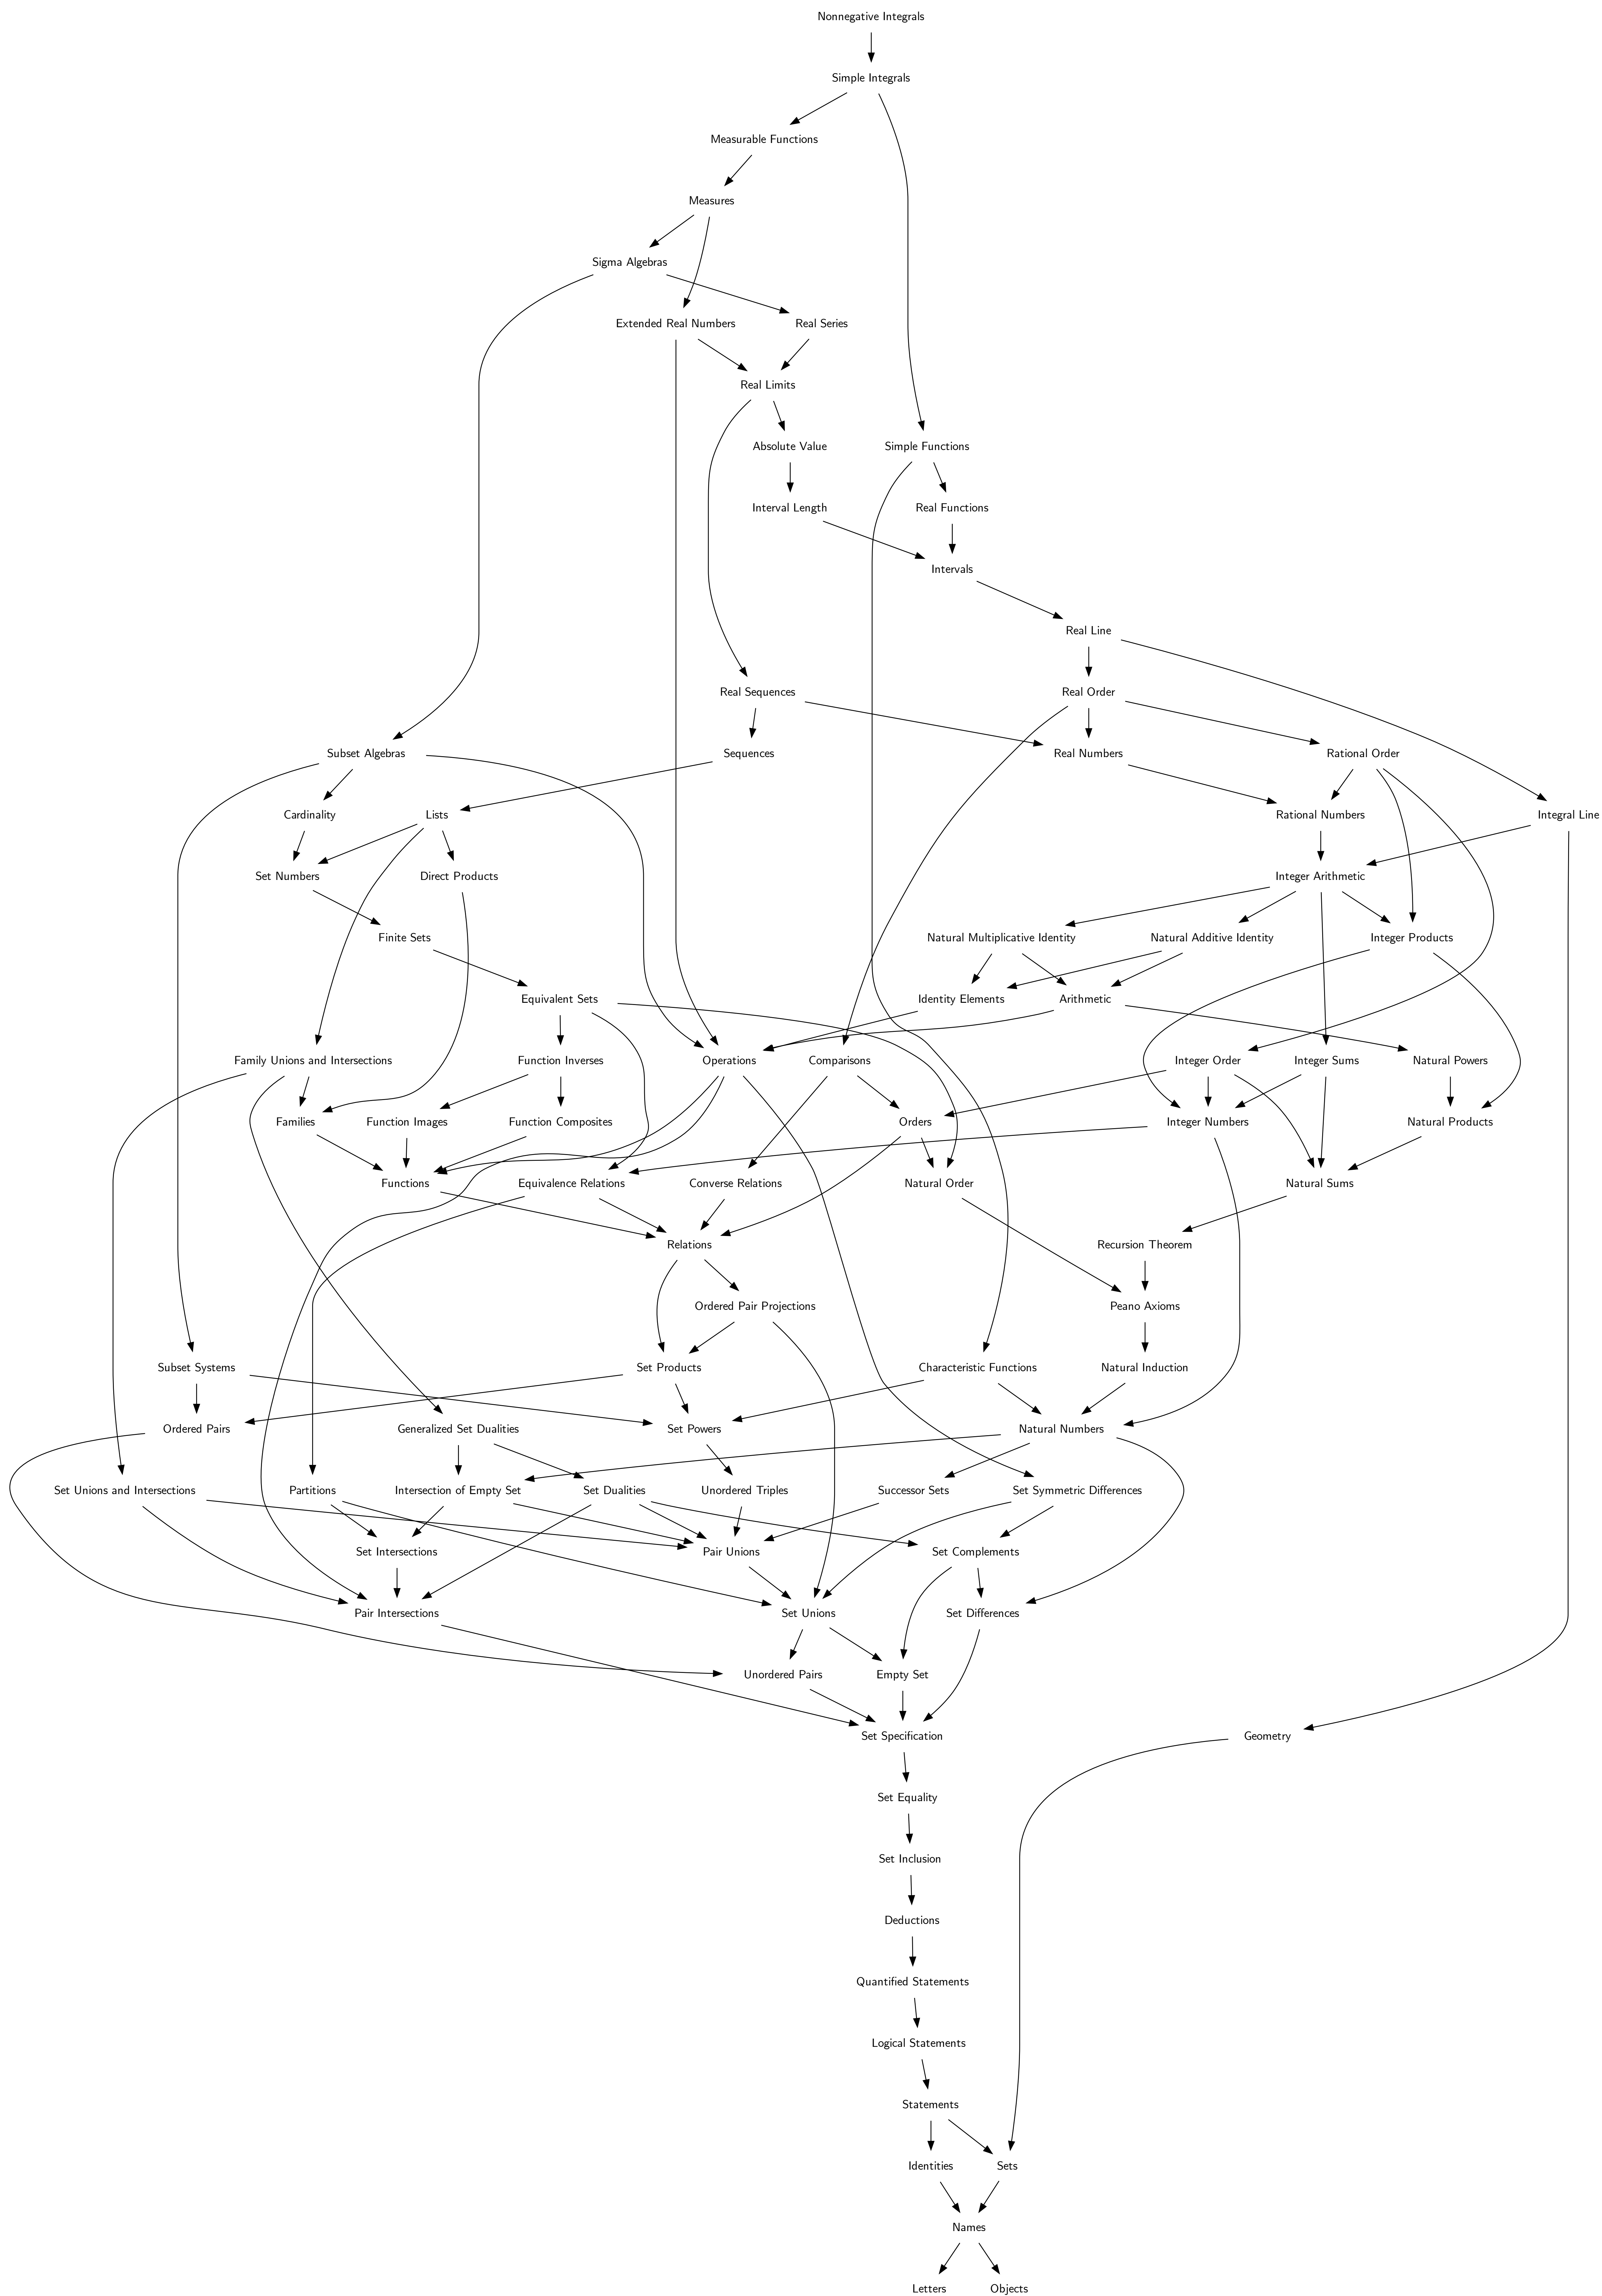 Nonnegative Integrals
Simple Integrals
Measurable Functions
Measures
Sigma Algebras
Extended Real Numbers
Real Series
Real Limits
Absolute Value
Simple Functions
Interval Length
Real Functions
Intervals
Real Line
Real Sequences
Real Order
Subset Algebras
Sequences
Real Numbers
Rational Order
Cardinality
Lists
Rational Numbers
Integral Line
Set Numbers
Direct Products
Integer Arithmetic
Finite Sets
Natural Multiplicative Identity
Natural Additive Identity
Integer Products
Equivalent Sets
Identity Elements
Arithmetic
Family Unions and Intersections
Function Inverses
Operations
Comparisons
Integer Order
Integer Sums
Natural Powers
Families
Function Images
Function Composites
Orders
Integer Numbers
Natural Products
Functions
Equivalence Relations
Converse Relations
Natural Order
Natural Sums
Relations
Recursion Theorem
Ordered Pair Projections
Peano Axioms
Subset Systems
Set Products
Characteristic Functions
Natural Induction
Ordered Pairs
Generalized Set Dualities
Set Powers
Natural Numbers
Set Unions and Intersections
Partitions
Intersection of Empty Set
Set Dualities
Unordered Triples
Successor Sets
Set Symmetric Differences
Set Intersections
Pair Unions
Set Complements
Pair Intersections
Set Unions
Set Differences
Unordered Pairs
Empty Set
Set Specification
Geometry
Set Equality
Set Inclusion
Deductions
Quantified Statements
Logical Statements
Statements
Identities
Sets
Names
Letters
Objects